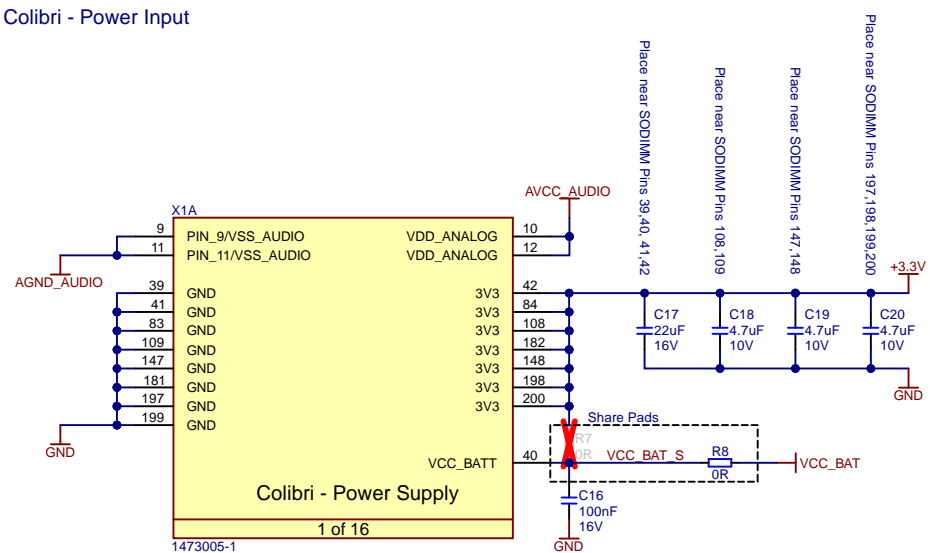 Colibri - Power Input
Place near SODIMM Pins 39,40, 41,42
Place near SODIMM Pins 108,109
Place near SODIMM Pins 147,148
Place near SODIMM Pins 197,198,199,200
AVCC_AUDIO
X1A
9 PIN_9/VSS_AUDIO VDD_ANALOG 10
11 PIN_11/VSS_AUDIO VDD_ANALOG 12
AGND_AUDIO
+3.3V
39 GND 3V3 42
41 GND 3V3 84
83 GND 3V3 108
109 GND 3V3 182
147 GND 3V3 148
181 GND 3V3 198
197 GND 3V3 200
199 GND
GND
C17
22uF
16V
C18
4.7uF
10V
C19
4.7uF
10V
C20
4.7uF
10V
GND
Share Pads
R7
0R
VCC_BATT 40
VCC_BAT_S
R8
0R
VCC_BAT
C16
100nF
16V
GND
Colibri - Power Supply
1 of 16
1473005-1